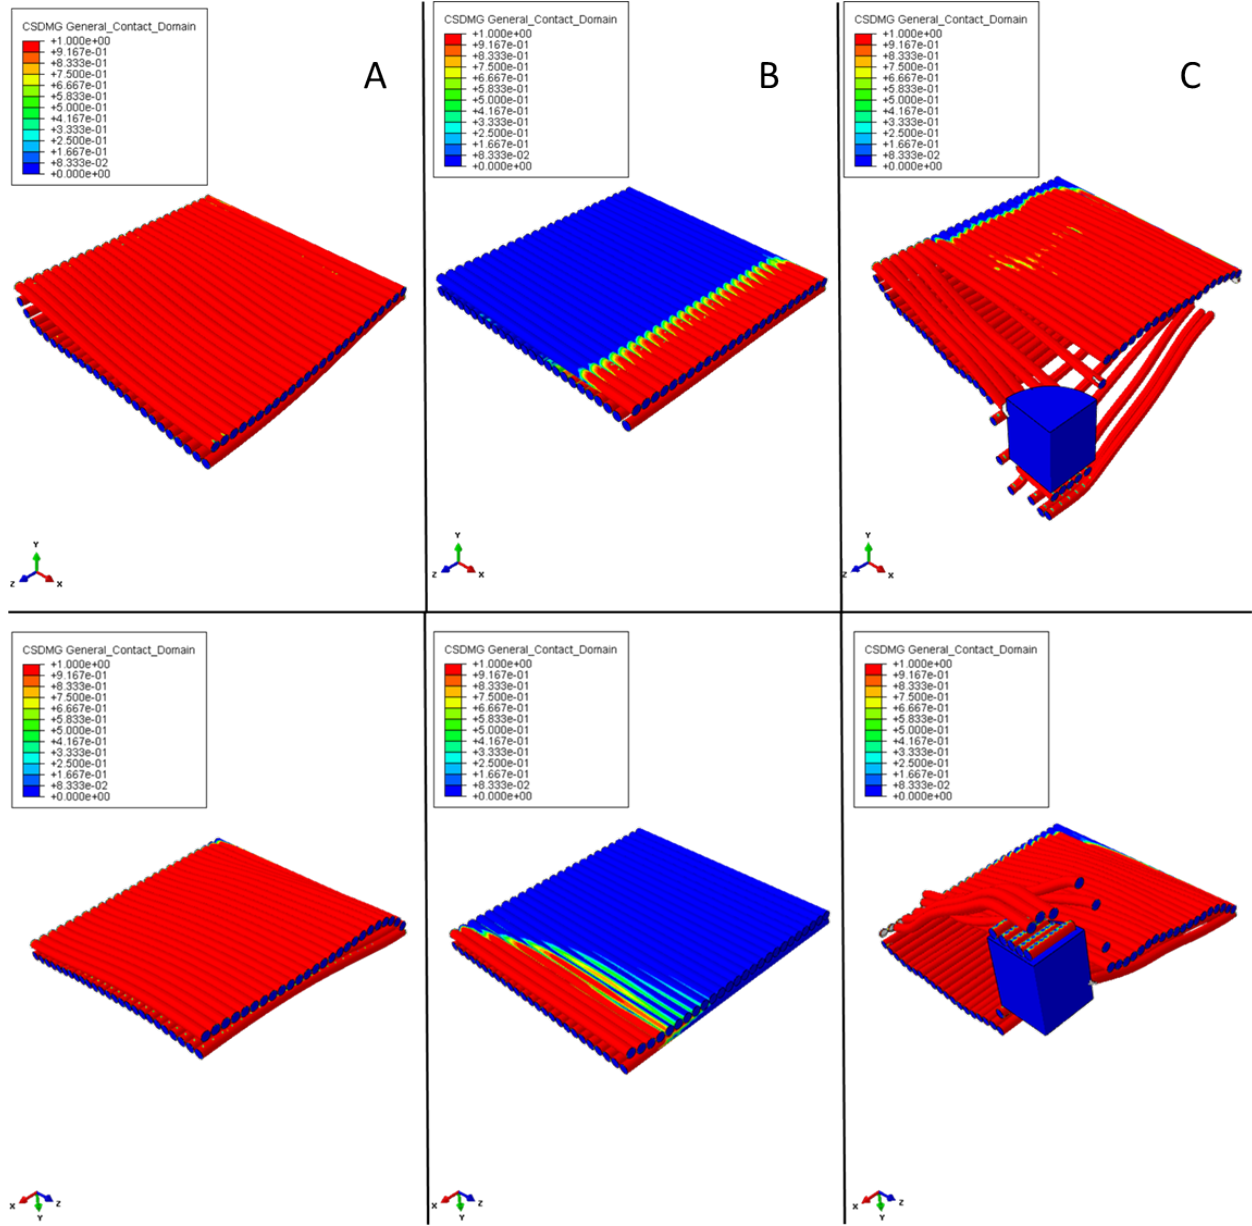 CSDMG General_Contact_Domain
+1.000e+00
+9.167e-01
+8.333e-01
+7.500e-01
+6.667e-01
+5.833e-01
+5.000e-01
+4.167e-01
+3.333e-01
+2.500e-01
+1.667e-01
+8.333e-02
+0.000e+00
A
Y
Z
X
CSDMG General_Contact_Domain
+1.000e+00
+9.167e-01
+8.333e-01
+7.500e-01
+6.667e-01
+5.833e-01
+5.000e-01
+4.167e-01
+3.333e-01
+2.500e-01
+1.667e-01
+8.333e-02
+0.000e+00
B
Y
Z
X
CSDMG General_Contact_Domain
+1.000e+00
+9.167e-01
+8.333e-01
+7.500e-01
+6.667e-01
+5.833e-01
+5.000e-01
+4.167e-01
+3.333e-01
+2.500e-01
+1.667e-01
+8.333e-02
+0.000e+00
C
Y
Z
X
CSDMG General_Contact_Domain
+1.000e+00
+9.167e-01
+8.333e-01
+7.500e-01
+6.667e-01
+5.833e-01
+5.000e-01
+4.167e-01
+3.333e-01
+2.500e-01
+1.667e-01
+8.333e-02
+0.000e+00
X
Z
Y
CSDMG General_Contact_Domain
+1.000e+00
+9.167e-01
+8.333e-01
+7.500e-01
+6.667e-01
+5.833e-01
+5.000e-01
+4.167e-01
+3.333e-01
+2.500e-01
+1.667e-01
+8.333e-02
+0.000e+00
X
Z
Y
CSDMG General_Contact_Domain
+1.000e+00
+9.167e-01
+8.333e-01
+7.500e-01
+6.667e-01
+5.833e-01
+5.000e-01
+4.167e-01
+3.333e-01
+2.500e-01
+1.667e-01
+8.333e-02
+0.000e+00
X
Z
Y